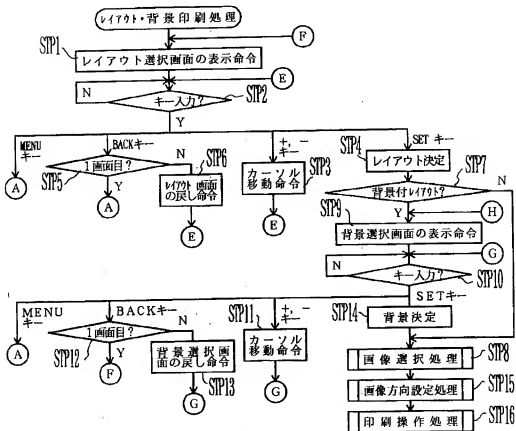 レイアウト・背景印刷処理
F
STP1
レイアウト選択画面の表示命令
E
N
キー入力?
STP2
Y
MENU
キー
BACKキー
+, -
キー
SET キー
STP5
1画面目?
N
STP6
STP3
STP4
レイアウト決定
Y
A
A
レイアウト画面
の戻し命令
E
カーソル
移動命令
E
STP7
背景付レイアウト?
N
STP9
Y
H
背景選択画面の表示命令
G
N
キー入力?
STP10
MENU
キー
BACKキー
+, -
キー
SETキー
STP11
STP14
背景決定
A
1画面目?
N
STP12
Y
F
背景選択画
面の戻し命令
STP13
G
カーソル
移動命令
G
画像選択処理
STP8
画像方向設定処理
STP15
印刷操作処理
STP16